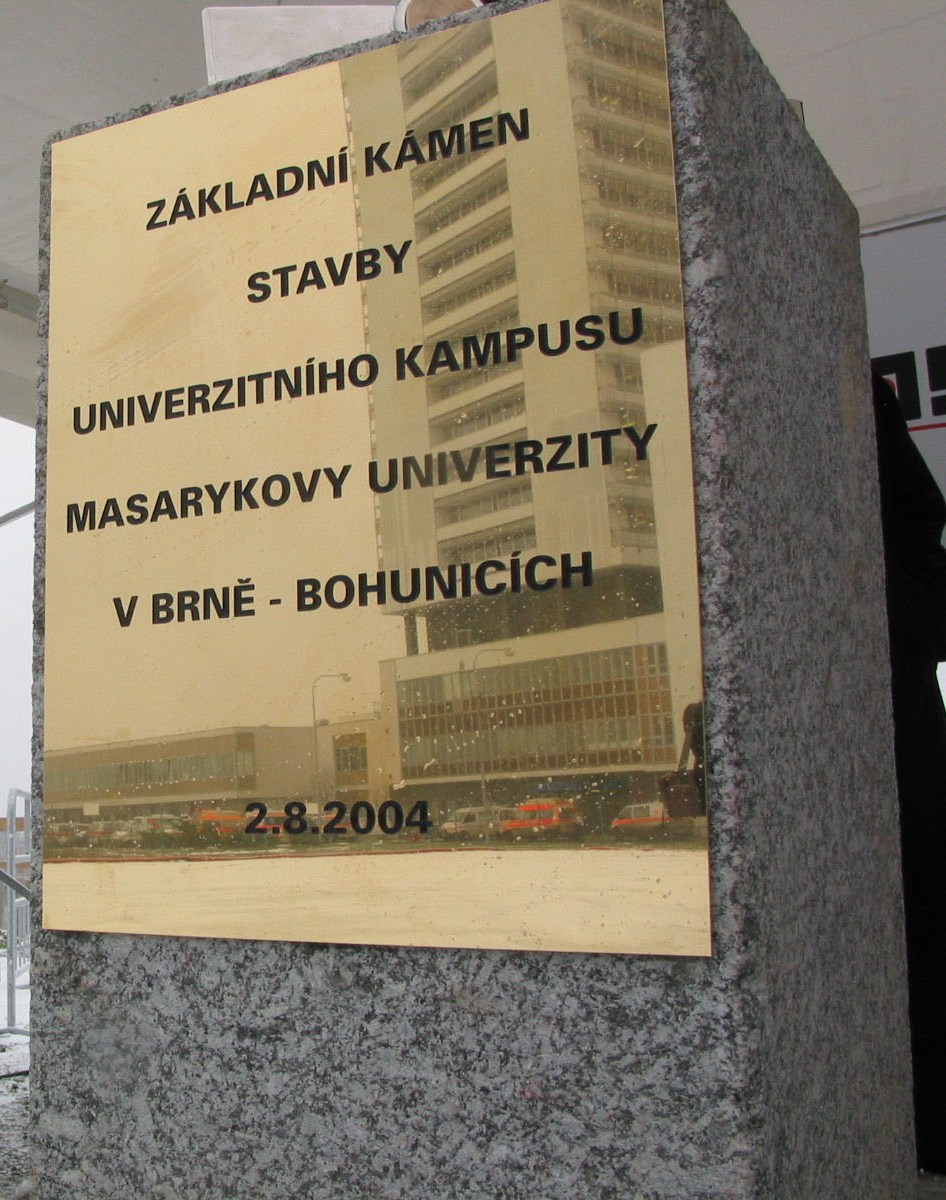 ZÁKLADNÍ KÁMEN
STAVBY
UNIVERZITNÍHO KAMPUSU
MASARYKOVY UNIVERZITY
V BRNĚ - BOHUNICÍCH
2.8.2004